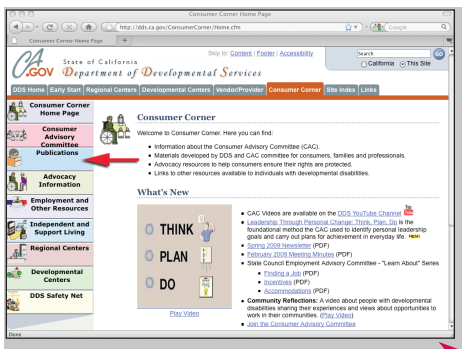 Consumer Corner Home Page
http://dds.ca.gov/ConsumerCorner/Home.cfm
Google
Consumer Corner Home Page
Skip to: Content | Footer | Accessibility
Search
GO
California This Site
CA.GOV
State of California
Department of Developmental Services
DDS Home Early Start Regional Centers Developmental Centers Vendor/Provider Consumer Corner Site Index Links
Consumer Corner
Home Page
Consumer
Advisory
Committee
Publications
Advocacy
Information
Employment and
Other Resources
Independent and
Support Living
Regional Centers
Developmental
Centers
DDS Safety Net
Consumer Corner
Welcome to Consumer Corner. Here you can find:
Information about the Consumer Advisory Committee (CAC).
Materials developed by DDS and CAC committee for consumers, families and professionals.
Advocacy resources to help consumers ensure their rights are protected.
Links to other resources available to individuals with developmental disabilities.
What's New
THINK
PLAN
DO
Play Video
CAC Videos are available on the DDS YouTube Channel
Leadership Through Personal Change: Think, Plan, Do is the
foundational method the CAC used to identify personal leadership
goals and carry out plans for achievement in everyday life. NEW!
Spring 2009 Newsletter (PDF)
February 2009 Meeting Minutes (PDF)
State Council Employment Advisory Committee - "Learn About" Series
Finding a Job (PDF)
Incentives (PDF)
Accommodations (PDF)
Community Reflections: A video about people with developmental
disabilities sharing their experiences and views about opportunities to
work in their communities. (Play Video)
Join the Consumer Advisory Committee
Done